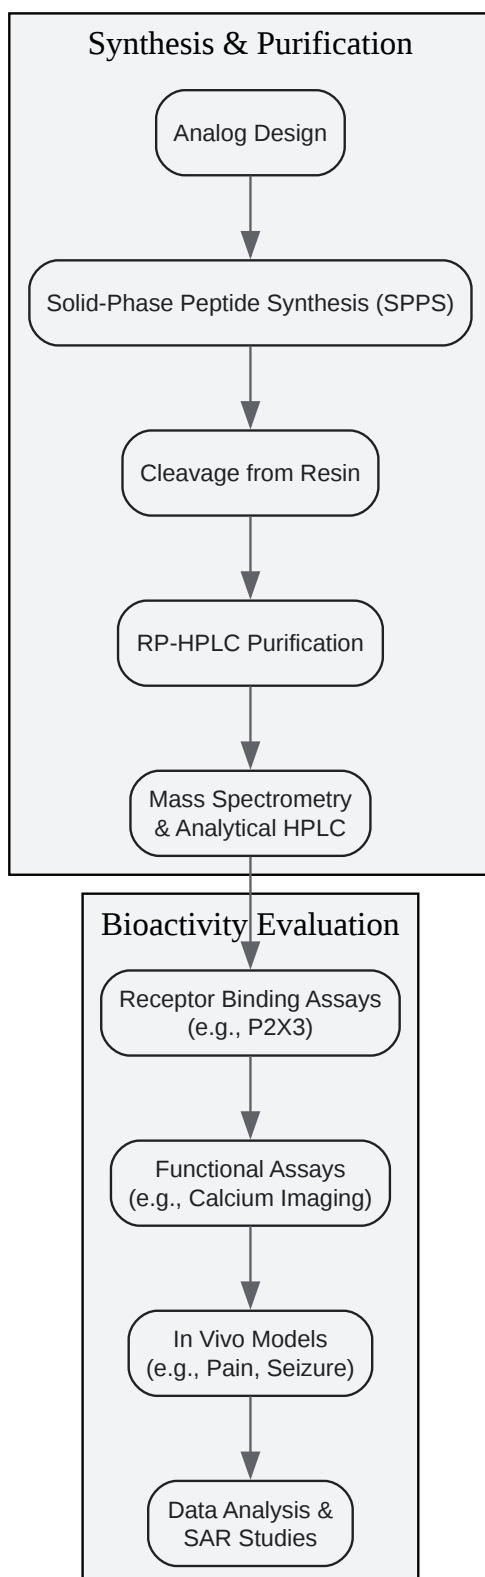 Synthesis & Purification
Analog Design
Solid-Phase Peptide Synthesis (SPPS)
Cleavage from Resin
RP-HPLC Purification
Mass Spectrometry
& Analytical HPLC
Bioactivity Evaluation
Receptor Binding Assays
(e.g., P2X3)
Functional Assays
(e.g., Calcium Imaging)
In Vivo Models
(e.g., Pain, Seizure)
Data Analysis &
SAR Studies